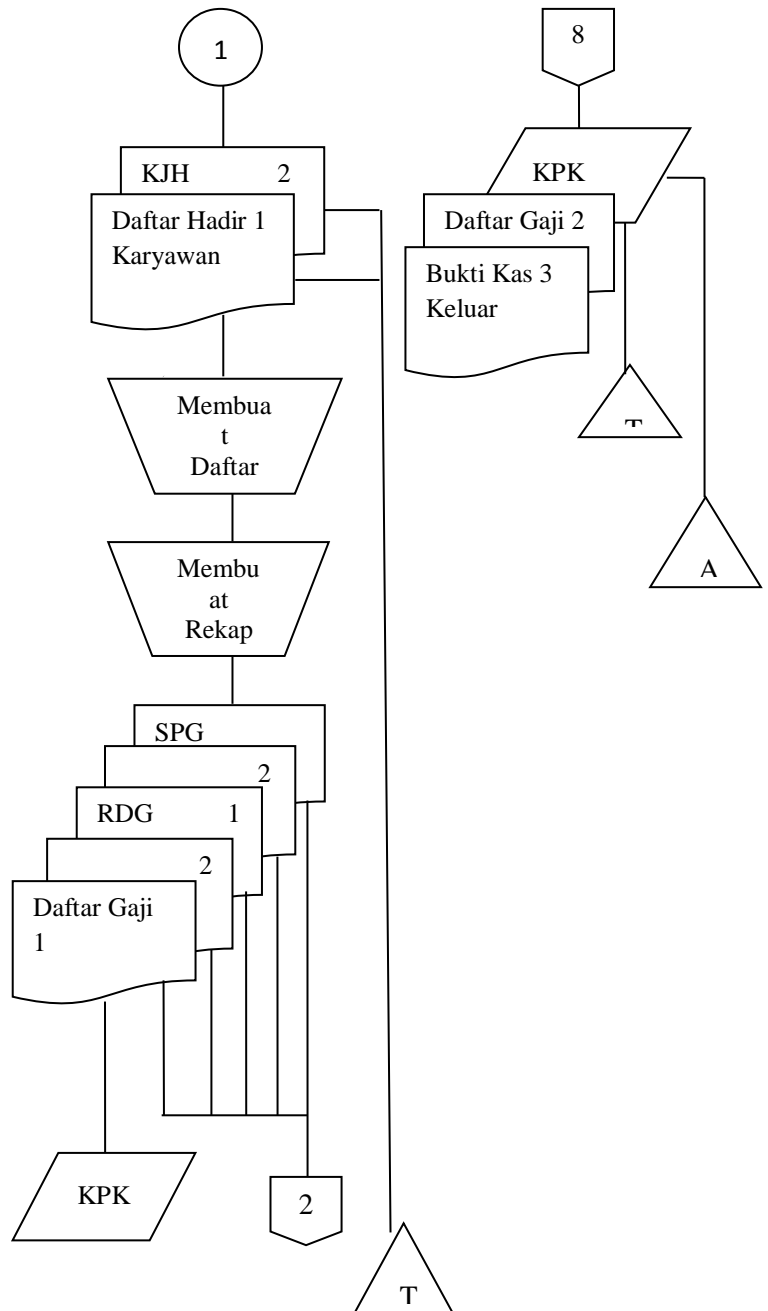 1
KJH 2
Daftar Hadir 1
Karyawan
Membua
t
Daftar
Membu
at
Rekap
SPG
2
RDG 1
2
Daftar Gaji
1
KPK
2
T
8
KPK
Daftar Gaji 2
Bukti Kas 3
Keluar
T
A